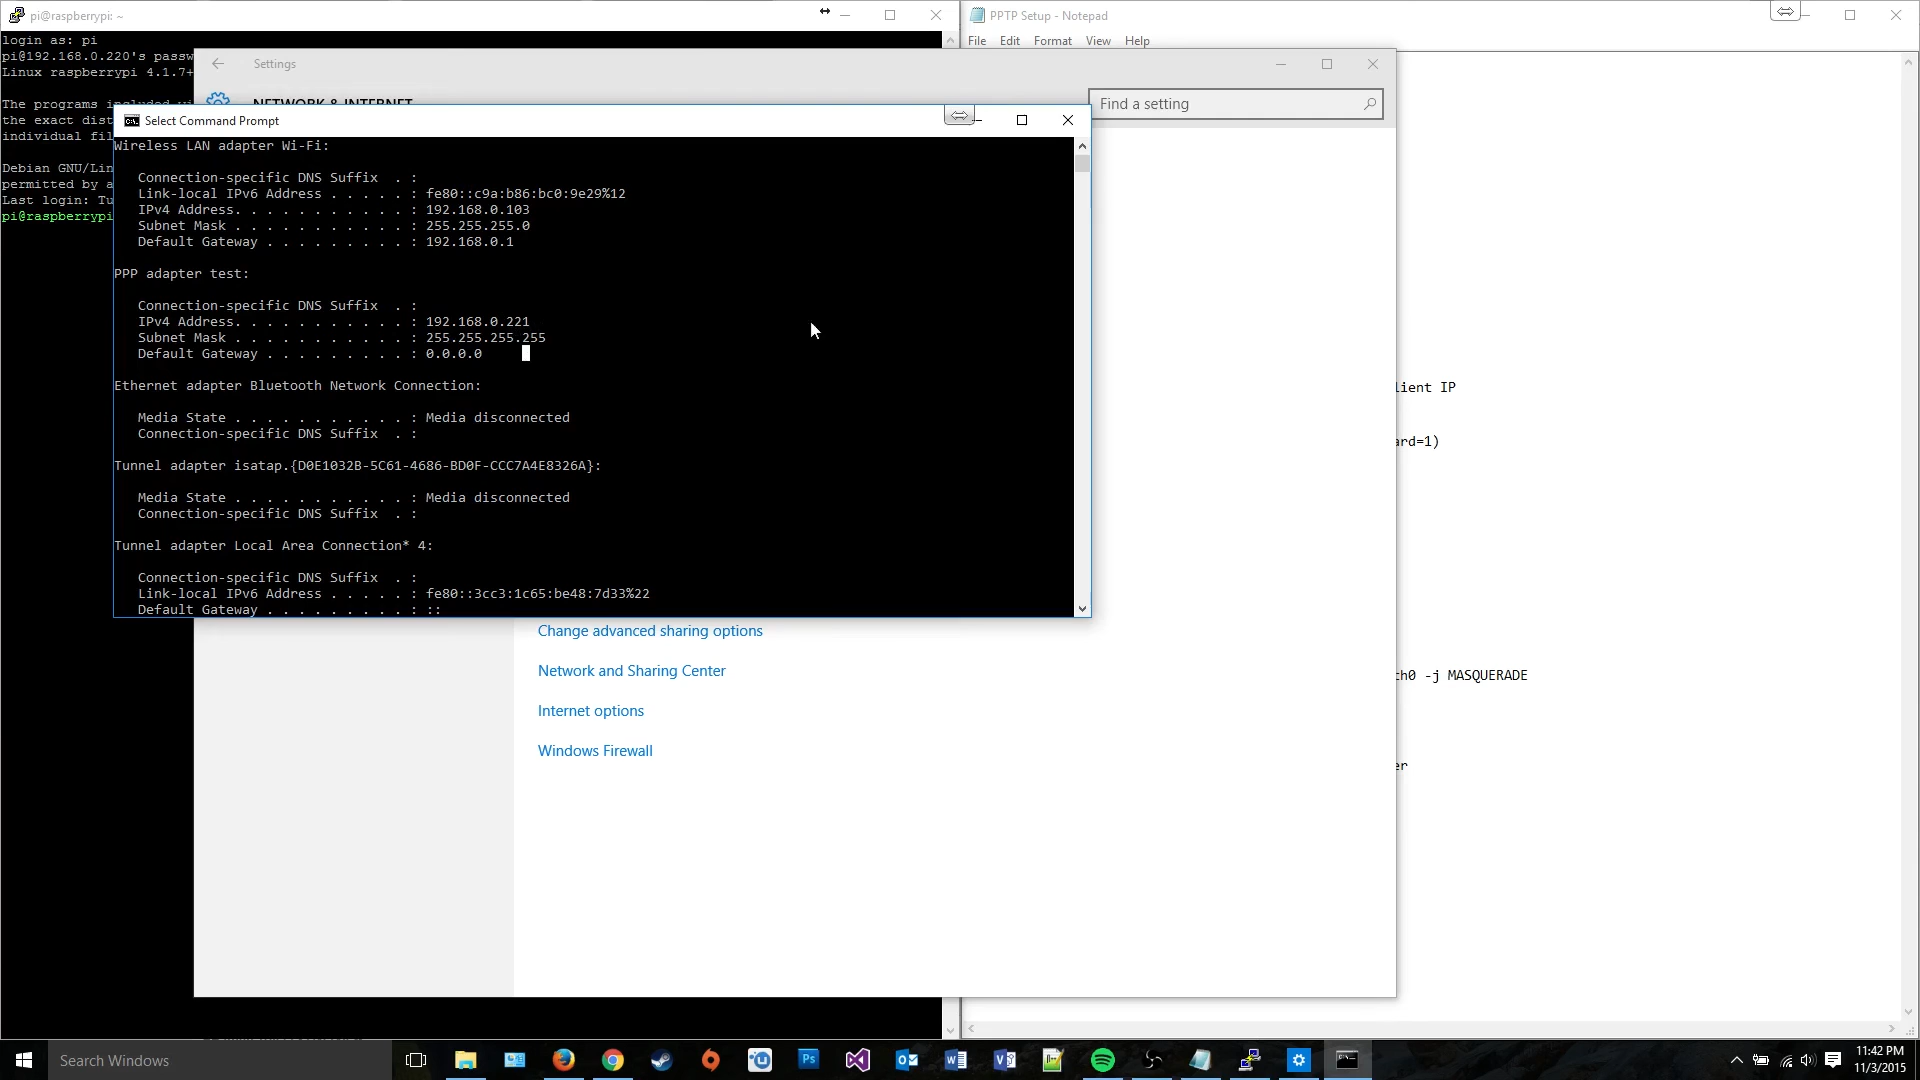 pi@raspberrypi: ~
login as: pi
pi@192.168.0.220's passw
Linux raspberrypi 4.1.7+
The programs included wi
the exact dist
individual fil
Debian GNU/Lin
permitted by a
Last login: Tu
pi@raspberrypi
PPTP Setup - Notepad
File Edit Format View Help
lient IP
ard=1)
th0 -j MASQUERADE
er
Settings
NETWORK & INTERNET
Find a setting
Select Command Prompt
Wireless LAN adapter Wi-Fi:
Connection-specific DNS Suffix . :
Link-local IPv6 Address . . . . . : fe80::c9a:b86:bc0:9e29%12
IPv4 Address. . . . . . . . . . . : 192.168.0.103
Subnet Mask . . . . . . . . . . . : 255.255.255.0
Default Gateway . . . . . . . . . : 192.168.0.1
PPP adapter test:
Connection-specific DNS Suffix . :
IPv4 Address. . . . . . . . . . . : 192.168.0.221
Subnet Mask . . . . . . . . . . . : 255.255.255.255
Default Gateway . . . . . . . . . : 0.0.0.0
Ethernet adapter Bluetooth Network Connection:
Media State . . . . . . . . . . . : Media disconnected
Connection-specific DNS Suffix . :
Tunnel adapter isatap.{D0E1032B-5C61-4686-BD0F-CCC7A4E8326A}:
Media State . . . . . . . . . . . : Media disconnected
Connection-specific DNS Suffix . :
Tunnel adapter Local Area Connection* 4:
Connection-specific DNS Suffix . :
Link-local IPv6 Address . . . . . : fe80::3cc3:1c65:be48:7d33%22
Default Gateway . . . . . . . . . : ::
Change advanced sharing options
Network and Sharing Center
Internet options
Windows Firewall
Search Windows
Ps
11:42 PM
11/3/2015